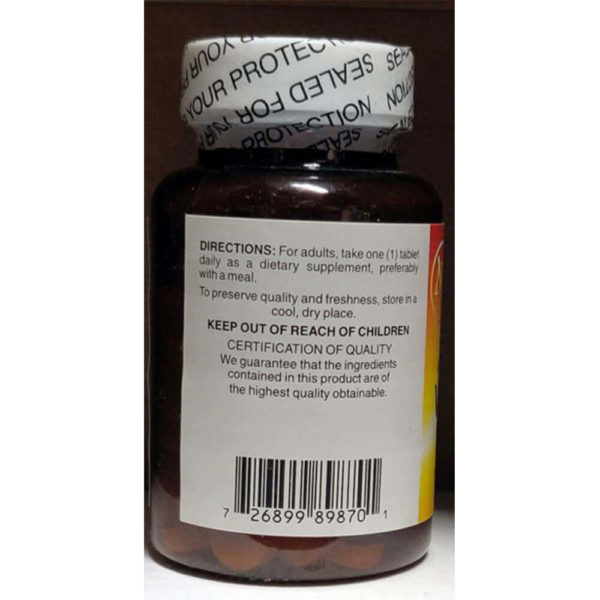 YOUR PROTECTION
SEALED FOR
PROTECTION
SEALED
DIRECTIONS: For adults, take one (1) tablet
daily as a dietary supplement, preferably
with a meal.
To preserve quality and freshness, store in a
cool, dry place.
KEEP OUT OF REACH OF CHILDREN
CERTIFICATION OF QUALITY
We guarantee that the ingredients
contained in this product are of
the highest quality obtainable.
7 26899 89870 1